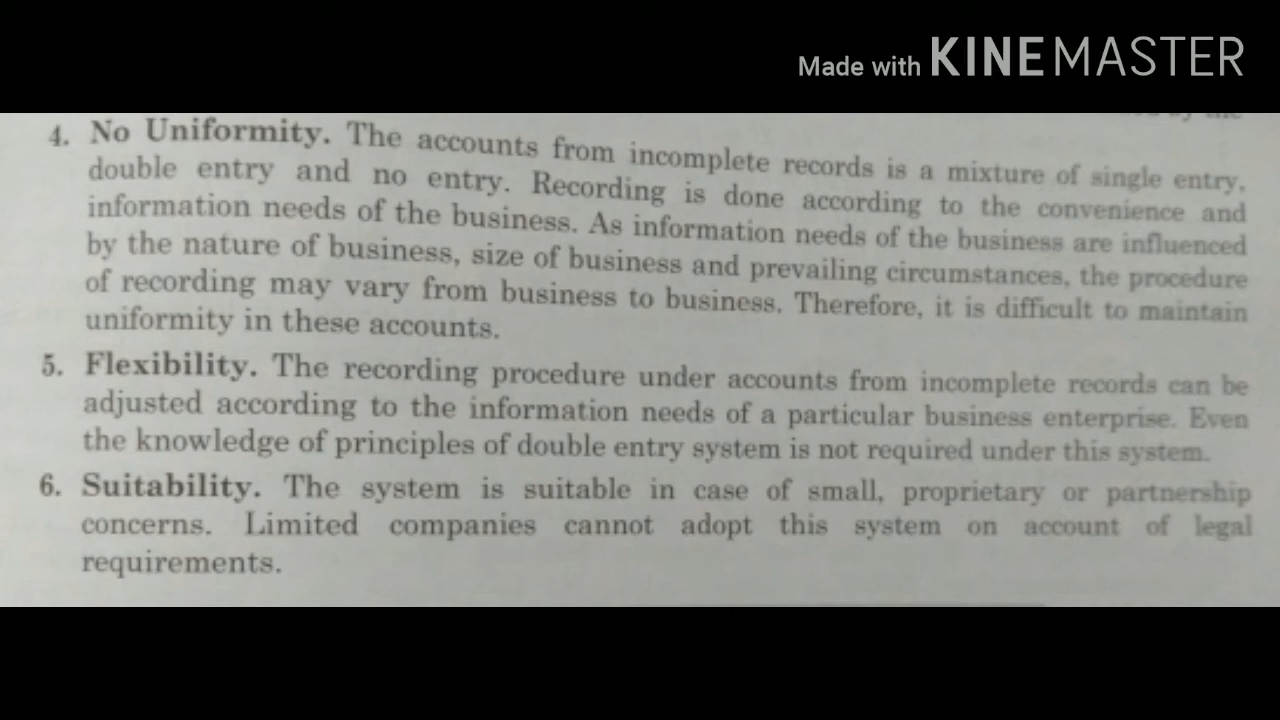 Made with KINEMASTER
4. No Uniformity. The accounts from incomplete records is a mixture of single entry,
double entry and no entry. Recording is done according to the convenience and
information needs of the business. As information needs of the business are influenced
by the nature of business, size of business and prevailing circumstances, the procedure
of recording may vary from business to business. Therefore, it is difficult to maintain
uniformity in these accounts.
5. Flexibility. The recording procedure under accounts from incomplete records can be
adjusted according to the information needs of a particular business enterprise. Even
the knowledge of principles of double entry system is not required under this system.
6. Suitability. The system is suitable in case of small, proprietary or partnership
concerns. Limited companies cannot adopt this system on account of legal
requirements.